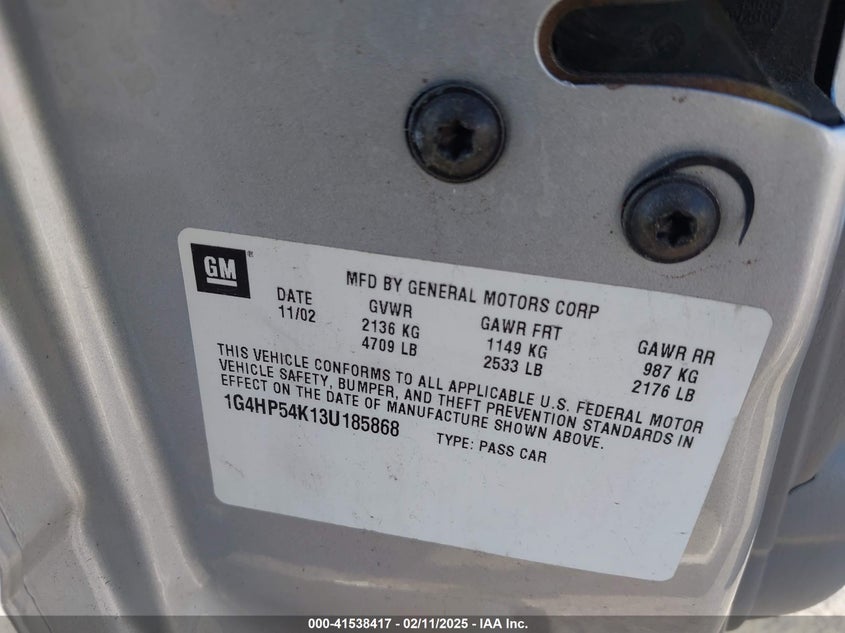 GM®
MFD BY GENERAL MOTORS CORP
DATE GVWR GAWR FRT GAWR RR
11/02 2136 KG 1149 KG 987 KG
4709 LB 2533 LB 2176 LB
THIS VEHICLE CONFORMS TO ALL APPLICABLE U.S. FEDERAL MOTOR
VEHICLE SAFETY, BUMPER, AND THEFT PREVENTION STANDARDS IN
EFFECT ON THE DATE OF MANUFACTURE SHOWN ABOVE.
1G4HP54K13U185868 TYPE: PASS CAR
000-41538417 - 02/11/2025 - IAA Inc.